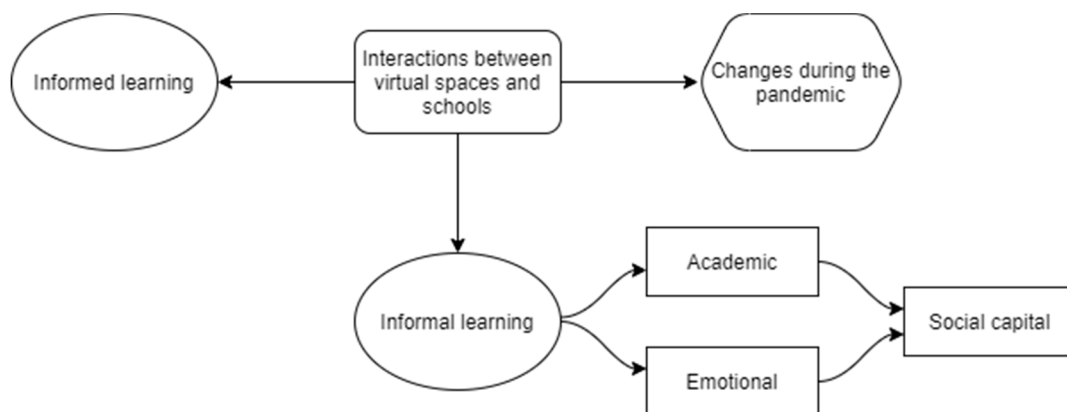 Informed learning
Interactions between
virtual spaces and
schools
Changes during the
pandemic
Academic
Informal learning
Social capital
Emotional